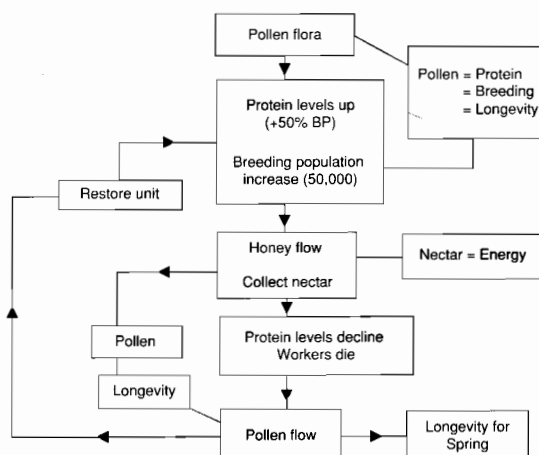 Pollen flora
Pollen = Protein
= Breeding
= Longevity
Protein levels up
(+50% BP)
Breeding population
increase (50,000)
Restore unit
Honey flow
Collect nectar
Nectar = Energy
Pollen
Protein levels decline
Workers die
Longevity
Pollen flow
Longevity for
Spring